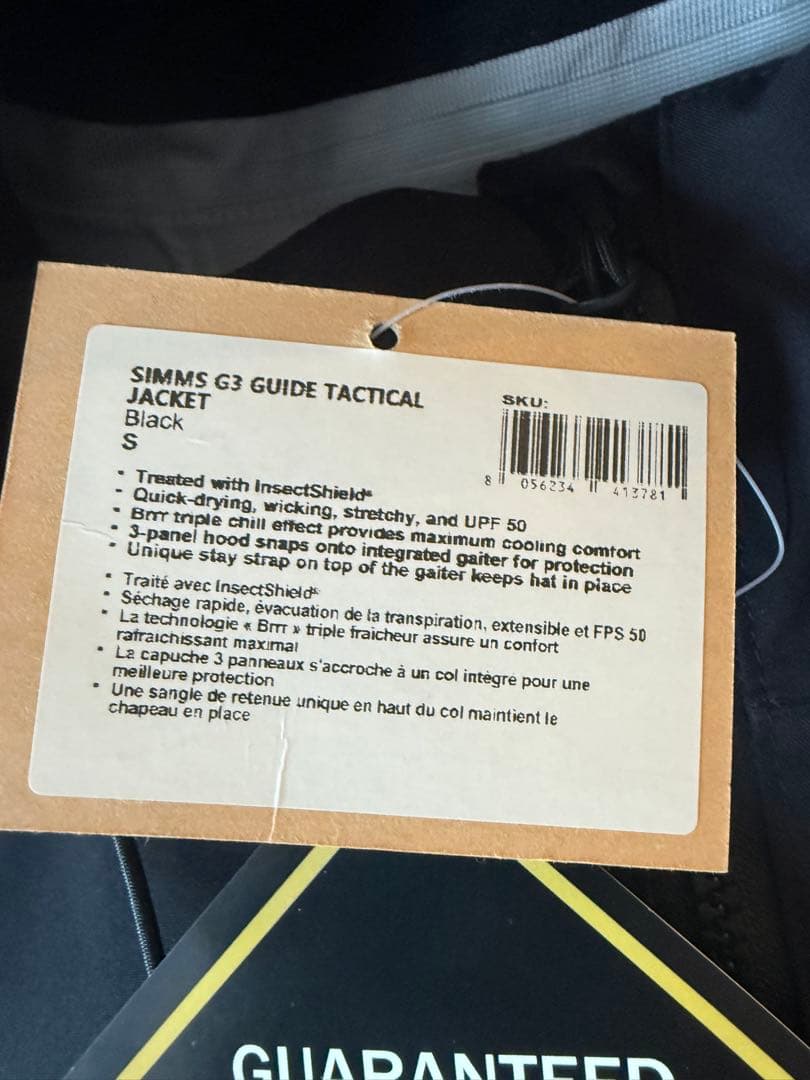 SIMMS G3 GUIDE TACTICAL
JACKET
Black
S
SKU:
8 056234 413781
• Treated with InsectShield®
• Quick-drying, wicking, stretchy, and UPF 50
• Brrr triple chill effect provides maximum cooling comfort
• 3-panel hood snaps onto integrated gaiter for protection
• Unique stay strap on top of the gaiter keeps hat in place
• Traité avec InsectShield®
• Séchage rapide, évacuation de la transpiration, extensible et FPS 50
• La technologie « Brrr » triple fraîcheur assure un confort
rafraîchissant maximal
• La capuche 3 panneaux s'accroche à un col intégré pour une
meilleure protection
• Une sangle de retenue unique en haut du col maintient le
chapeau en place
GUARANTEED